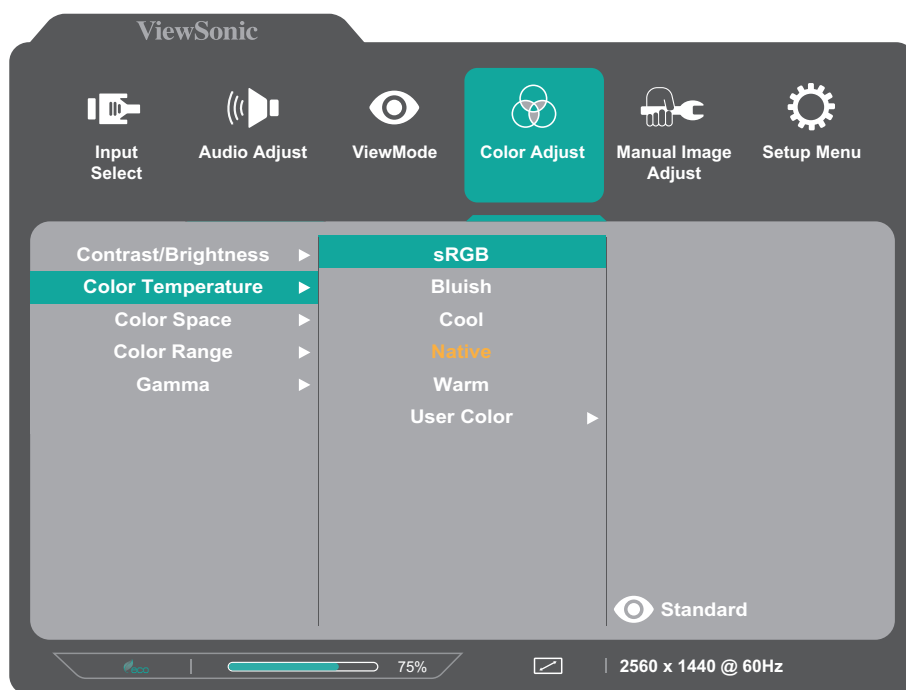 ViewSonic
Input
Select
Audio Adjust
ViewMode
Color Adjust
Manual Image
Adjust
Setup Menu
Contrast/Brightness
sRGB
Color Temperature
Bluish
Color Space
Cool
Color Range
Native
Gamma
Warm
User Color
Standard
eco
75%
2560 x 1440 @ 60Hz